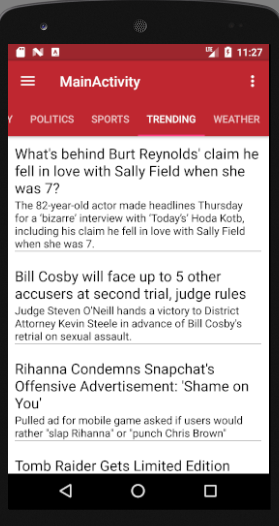 11:27
MainActivity
Y POLITICS SPORTS TRENDING WEATHER
What's behind Burt Reynolds' claim he
fell in love with Sally Field when she
was 7?
The 82-year-old actor made headlines Thursday
for a 'bizarre' interview with 'Today's' Hoda Kotb,
including his claim he fell in love with Sally Field
when she was 7.
Bill Cosby will face up to 5 other
accusers at second trial, judge rules
Judge Steven O'Neill hands a victory to District
Attorney Kevin Steele in advance of Bill Cosby's
retrial on sexual assault.
Rihanna Condemns Snapchat's
Offensive Advertisement: 'Shame on
You'
Pulled ad for mobile game asked if users would
rather "slap Rihanna" or "punch Chris Brown"
Tomb Raider Gets Limited Edition